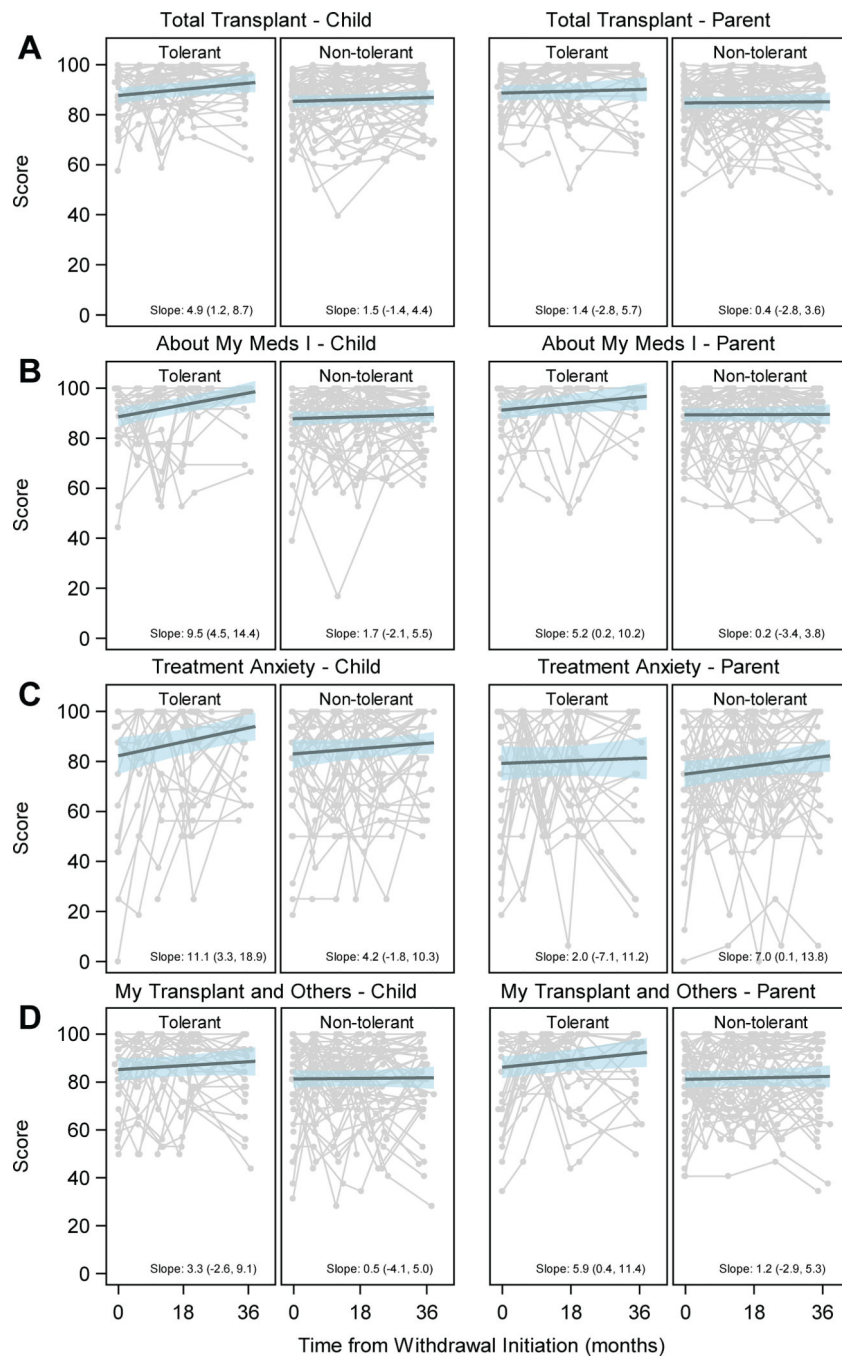 Total Transplant - Child
Total Transplant - Parent
A
Tolerant
Non-tolerant
Tolerant
Non-tolerant
100
80
60
40
20
0
Score
Slope: 4.9 (1.2, 8.7)
Slope: 1.5 (-1.4, 4.4)
Slope: 1.4 (-2.8, 5.7)
Slope: 0.4 (-2.8, 3.6)
About My Meds I - Child
About My Meds I - Parent
B
Tolerant
Non-tolerant
Tolerant
Non-tolerant
100
80
60
40
20
0
Score
Slope: 9.5 (4.5, 14.4)
Slope: 1.7 (-2.1, 5.5)
Slope: 5.2 (0.2, 10.2)
Slope: 0.2 (-3.4, 3.8)
Treatment Anxiety - Child
Treatment Anxiety - Parent
C
Tolerant
Non-tolerant
Tolerant
Non-tolerant
100
80
60
40
20
0
Score
Slope: 11.1 (3.3, 18.9)
Slope: 4.2 (-1.8, 10.3)
Slope: 2.0 (-7.1, 11.2)
Slope: 7.0 (0.1, 13.8)
My Transplant and Others - Child
My Transplant and Others - Parent
D
Tolerant
Non-tolerant
Tolerant
Non-tolerant
100
80
60
40
20
0
Score
Slope: 3.3 (-2.6, 9.1)
Slope: 0.5 (-4.1, 5.0)
Slope: 5.9 (0.4, 11.4)
Slope: 1.2 (-2.9, 5.3)
0 18 36
0 18 36
0 18 36
0 18 36
Time from Withdrawal Initiation (months)